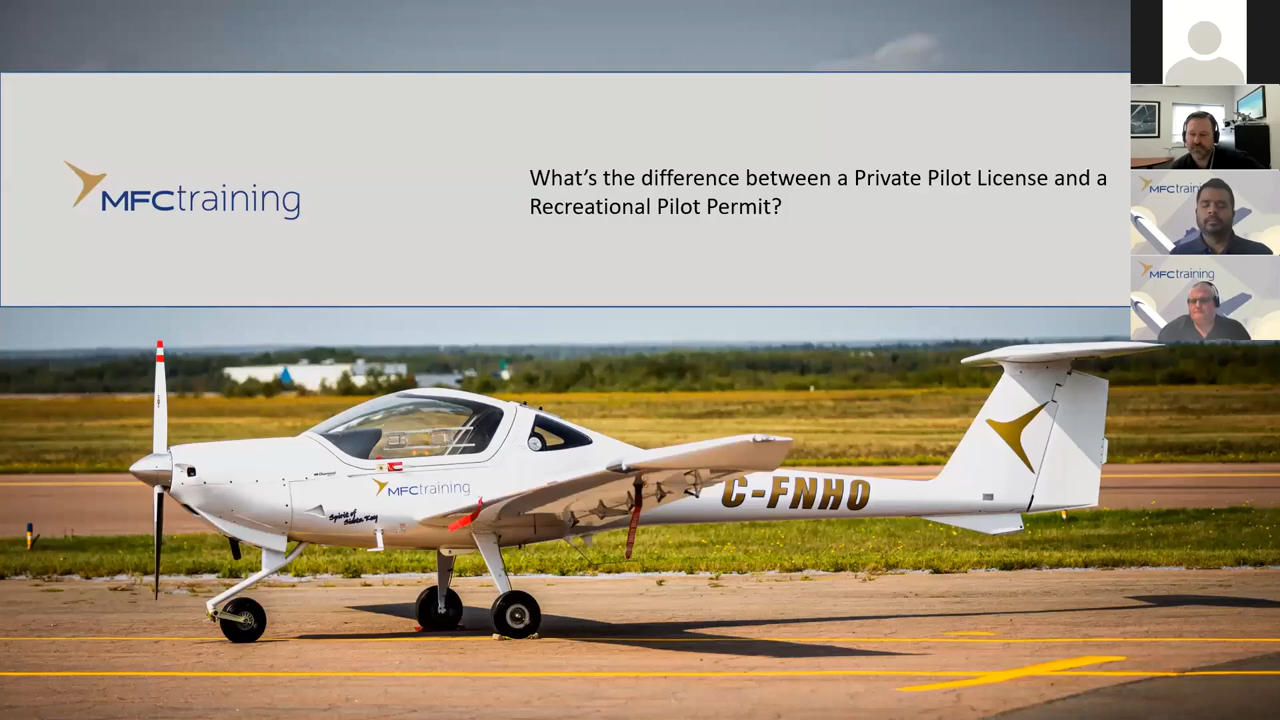 What's the difference between a Private Pilot License and a
Recreational Pilot Permit?
MFCtraining
MFCtraining
MFCtraining
MFCtraining
Spirit of
C-FNHO